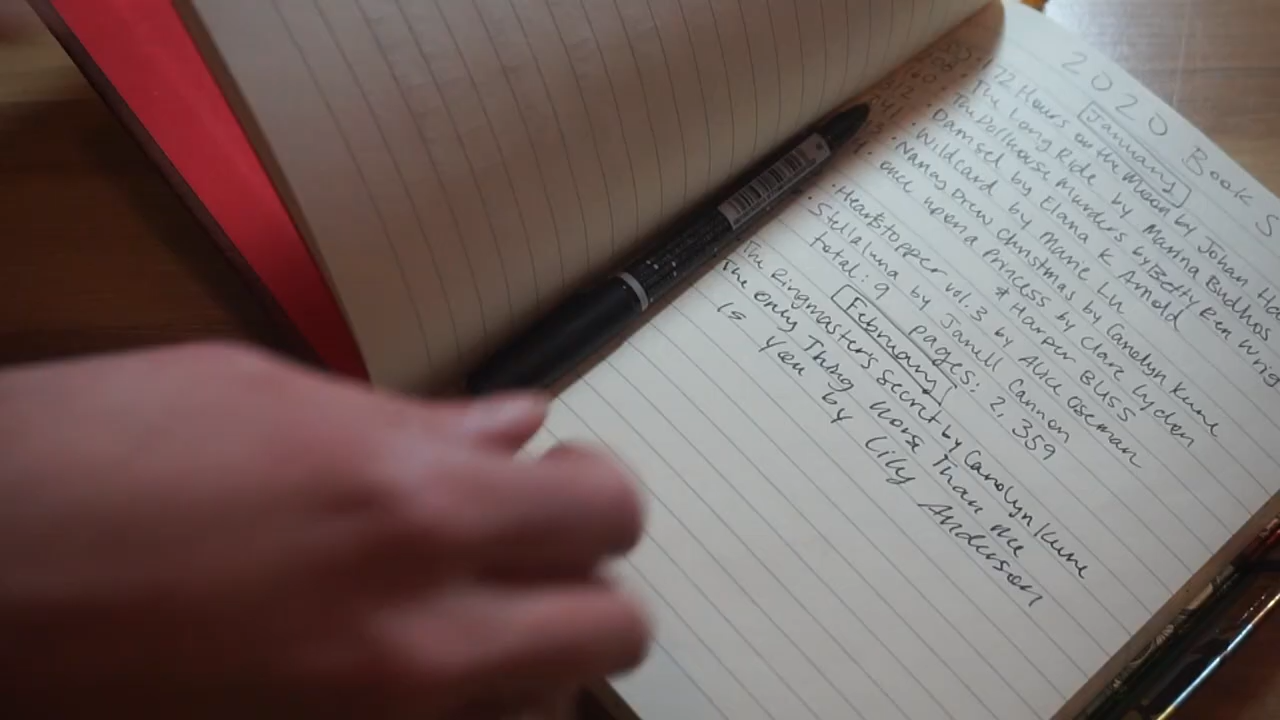 2020 Books
January
· 72 Hours on the Moon by Johan Ha
· The Long Ride by Marina Budhos
· The Dollhouse Murders by Betty Ren Wrig
· Damsel by Elana K Arnold
· Wildcard by Marie Lu
· Nancy Drew Christmas by Carolyn Keene
· once upon a Princess by Clare Lydon
* Harper Bliss
· Heartstopper vol. 3 by Alice Oseman
· Stellaluna by Janell Cannon
total: 9 pages: 2,359
February
The Ringmaster's secret by Carolyn Keene
The only Thing Worse Than me
is You by Lily Anderson